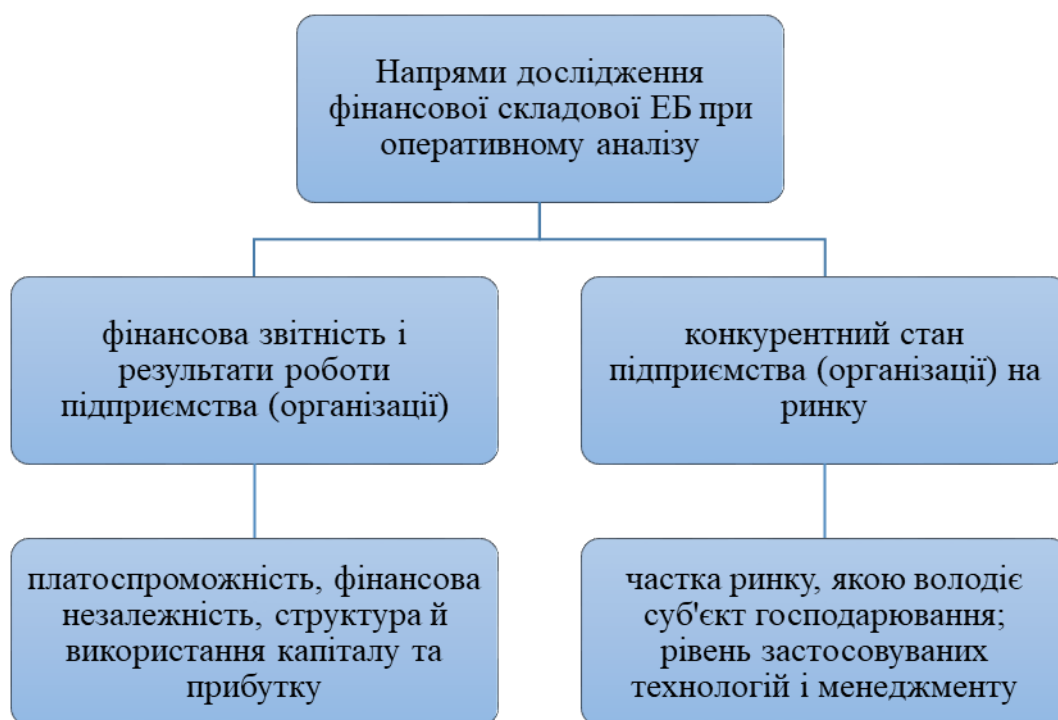 Напрями дослідження
фінансової складової ЕБ при
оперативному аналізу
фінансова звітність і
результати роботи
підприємства (організації)
конкурентний стан
підприємства (організації) на
ринку
платоспроможність, фінансова
незалежність, структура й
використання капіталу та
прибутку
частка ринку, якою володіє
суб'єкт господарювання;
рівень застосовуваних
технологій і менеджменту